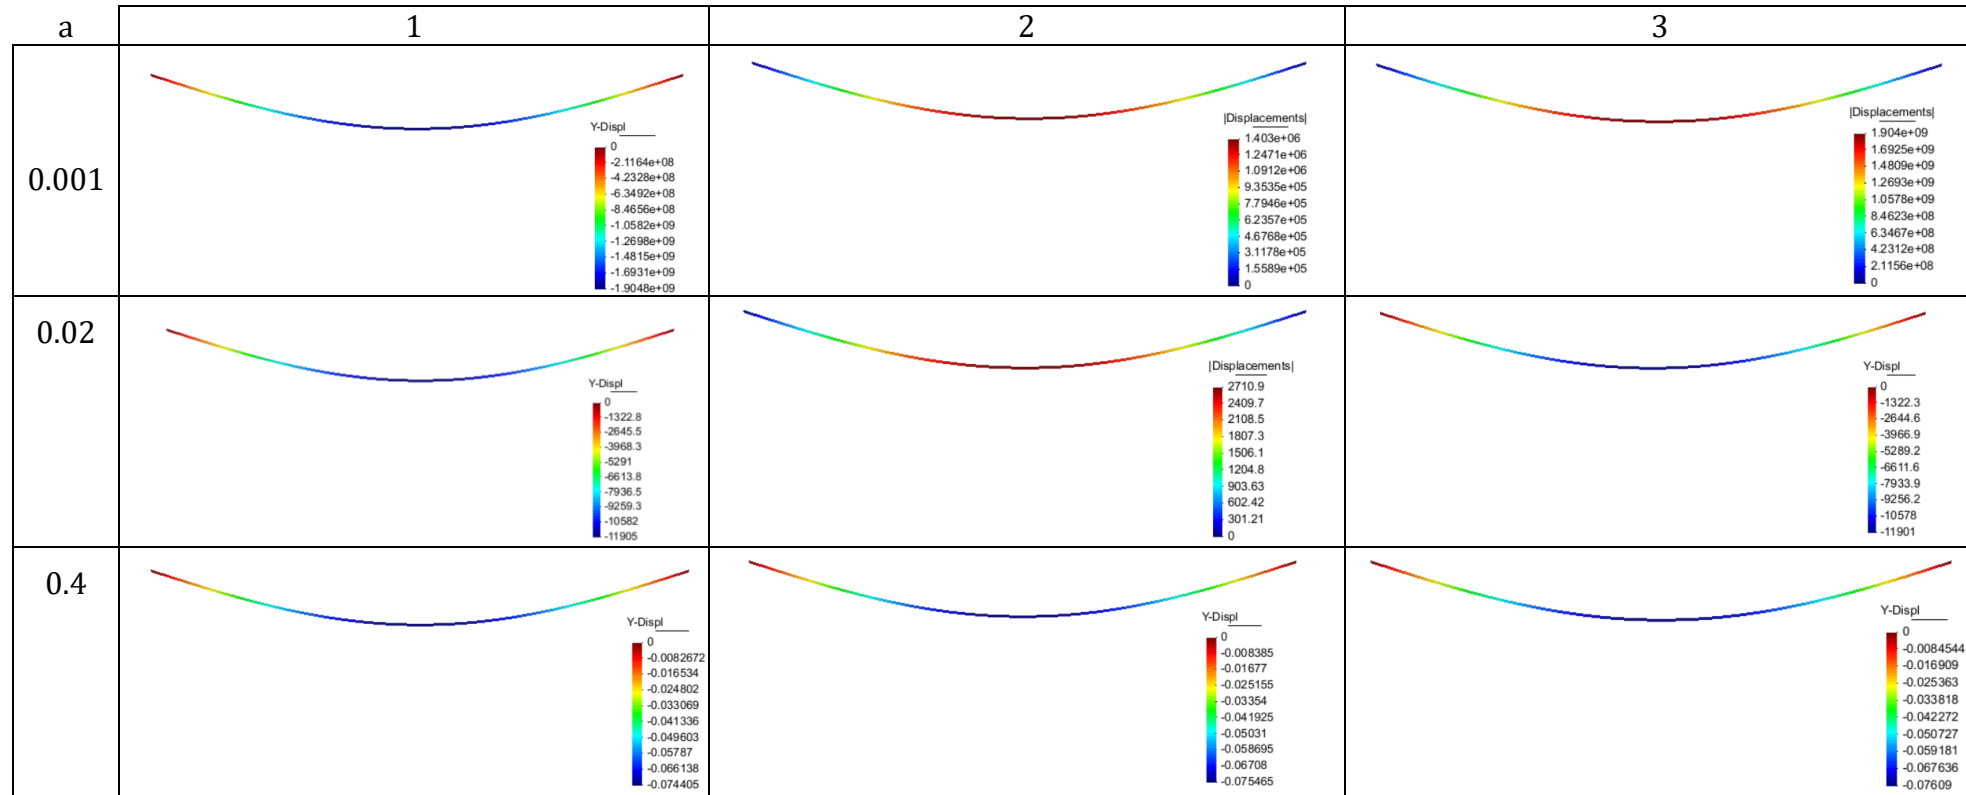 a 1 2 3
0.001
Y-Displ
0
-2.1164e+08
-4.2328e+08
-6.3492e+08
-8.4656e+08
-1.0582e+09
-1.2698e+09
-1.4815e+09
-1.6931e+09
-1.9048e+09
|Displacements|
1.403e+06
1.2471e+06
1.0912e+06
9.3535e+05
7.7946e+05
6.2357e+05
4.6768e+05
3.1178e+05
1.5589e+05
0
|Displacements|
1.904e+09
1.6925e+09
1.4809e+09
1.2693e+09
1.0578e+09
8.4623e+08
6.3467e+08
4.2312e+08
2.1156e+08
0
0.02
Y-Displ
0
-1322.8
-2645.5
-3968.3
-5291
-6613.8
-7936.5
-9259.3
-10582
-11905
|Displacements|
2710.9
2409.7
2108.5
1807.3
1506.1
1204.8
903.63
602.42
301.21
0
Y-Displ
0
-1322.3
-2644.6
-3966.9
-5289.2
-6611.6
-7933.9
-9256.2
-10578
-11901
0.4
Y-Displ
0
-0.0082672
-0.016534
-0.024802
-0.033069
-0.041336
-0.049603
-0.05787
-0.066138
-0.074405
Y-Displ
0
-0.008385
-0.01677
-0.025155
-0.03354
-0.041925
-0.05031
-0.058695
-0.06708
-0.075465
Y-Displ
0
-0.0084544
-0.016909
-0.025363
-0.033818
-0.042272
-0.050727
-0.059181
-0.067636
-0.07609